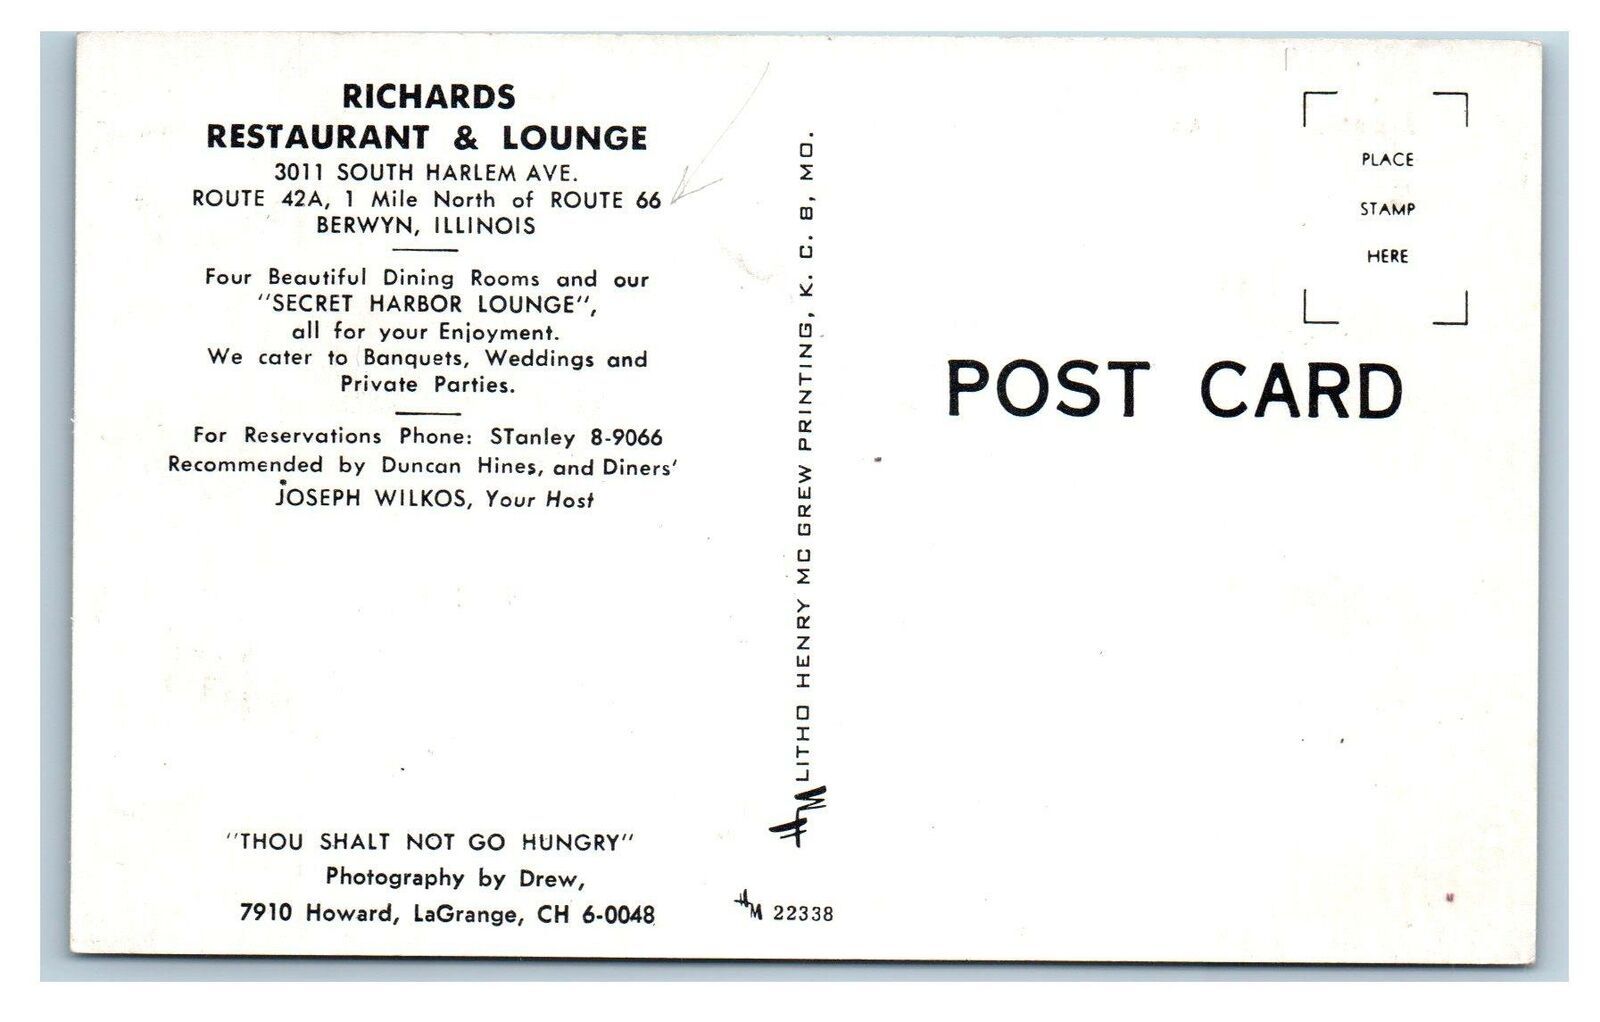 RICHARDS
RESTAURANT & LOUNGE
3011 SOUTH HARLEM AVE.
ROUTE 42A, 1 Mile North of ROUTE 66
BERWYN, ILLINOIS
Four Beautiful Dining Rooms and our
"SECRET HARBOR LOUNGE",
all for your Enjoyment.
We cater to Banquets, Weddings and
Private Parties.
For Reservations Phone: STanley 8-9066
Recommended by Duncan Hines, and Diners'
JOSEPH WILKOS, Your Host
"THOU SHALT NOT GO HUNGRY"
Photography by Drew,
7910 Howard, LaGrange, CH 6-0048
HM LITHO HENRY MC GREW PRINTING, K. C. 8, MO.
HM 22338
PLACE
STAMP
HERE
POST CARD